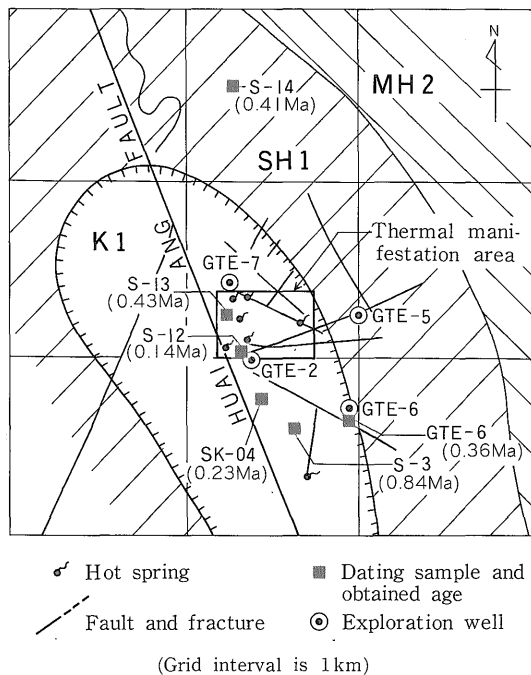 N
MH2
S-14
(0.41Ma)
SH1
HUAI ANG FAULT
K1
Thermal mani-
festation area
GTE-7
S-13
(0.43Ma)
GTE-5
S-12
(0.14Ma)
GTE-2
GTE-6
GTE-6
(0.36Ma)
SK-04
(0.23Ma)
S-3
(0.84Ma)
Hot spring
Dating sample and
obtained age
Fault and fracture
Exploration well
(Grid interval is 1km)